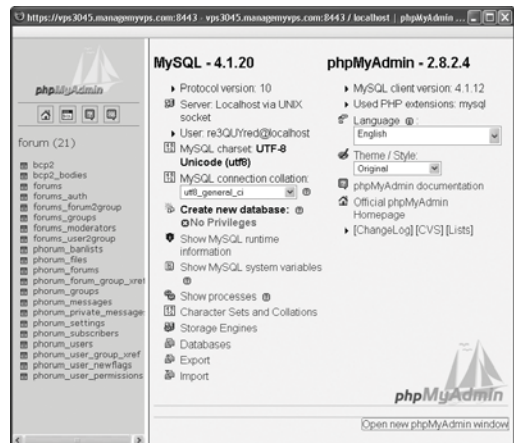 https://vps3045.managemyvps.com:8443 - vps3045.managemyvps.com:8443 / localhost | phpMyAdmin ...
phpMyAdmin
forum (21)
bcp2
bcp2_bodies
forums
forums_auth
forums_forum2group
forums_groups
forums_moderators
forums_user2group
phorum_banlists
phorum_files
phorum_forums
phorum_forum_group_xref
phorum_groups
phorum_messages
phorum_private_message
phorum_settings
phorum_subscribers
phorum_users
phorum_user_group_xref
phorum_user_newflags
phorum_user_permissions
MySQL - 4.1.20
Protocol version: 10
Server: Localhost via UNIX
socket
User: re3QUYred@localhost
MySQL charset: UTF-8
Unicode (utf8)
MySQL connection collation:
utf8_general_ci
Create new database:
No Privileges
Show MySQL runtime
information
Show MySQL system variables
Show processes
Character Sets and Collations
Storage Engines
Databases
Export
Import
phpMyAdmin - 2.8.2.4
MySQL client version: 4.1.12
Used PHP extensions: mysql
Language :
English
Theme / Style:
Original
phpMyAdmin documentation
Official phpMyAdmin
Homepage
[ChangeLog] [CVS] [Lists]
phpMyAdmin
Open new phpMyAdmin window